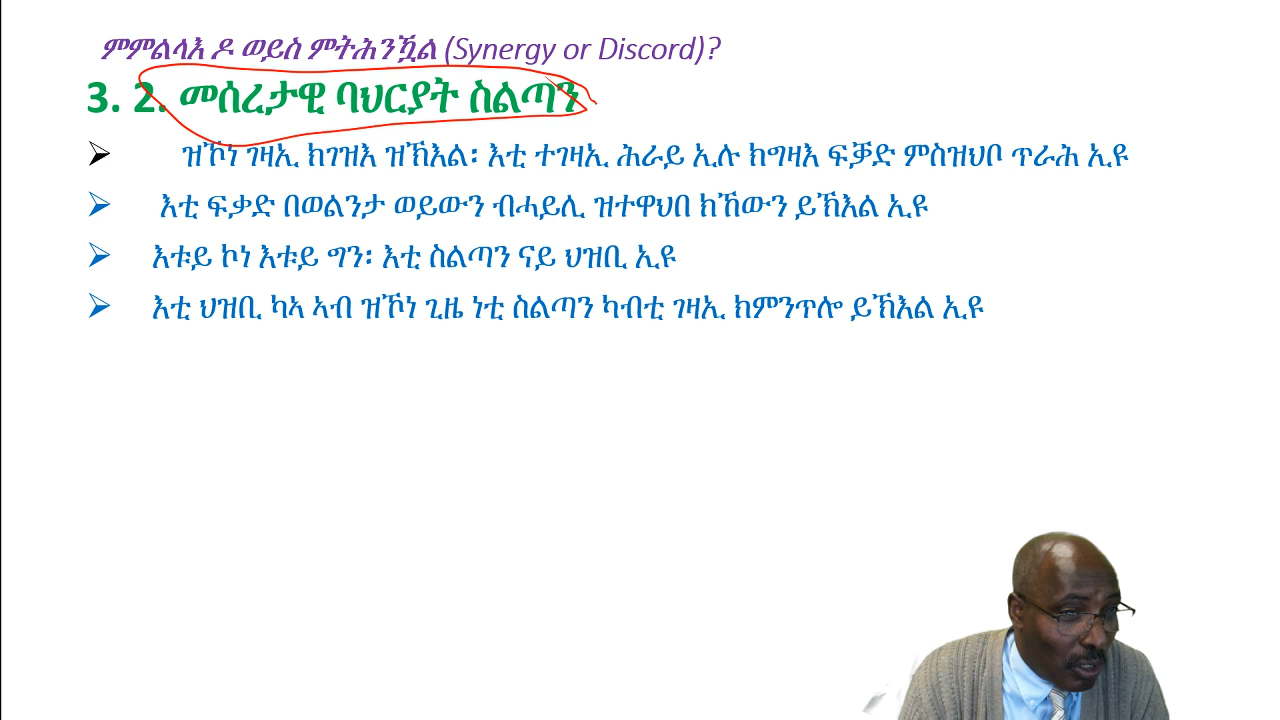 ምምልላእ ዶ ወይስ ምትሕንዃል (Synergy or Discord)?
3. 2. መሰረታዊ ባህርያት ስልጣን
➢ ዝኾነ ገዛኢ ክገዝእ ዝኽእል፡ እቲ ተገዛኢ ሕራይ ኢሉ ክግዛእ ፍቓድ ምስዝህቦ ጥራሕ ኢዩ
➢ እቲ ፍቃድ በወልንታ ወይውን ብሓይሊ ዝተዋህበ ክኸውን ይኽእል ኢዩ
➢ እቱይ ኮነ እቱይ ግን፡ እቲ ስልጣን ናይ ህዝቢ ኢዩ
➢ እቲ ህዝቢ ካኣ ኣብ ዝኾነ ጊዜ ነቲ ስልጣን ካብቲ ገዛኢ ክምንጥሎ ይኽእል ኢዩ